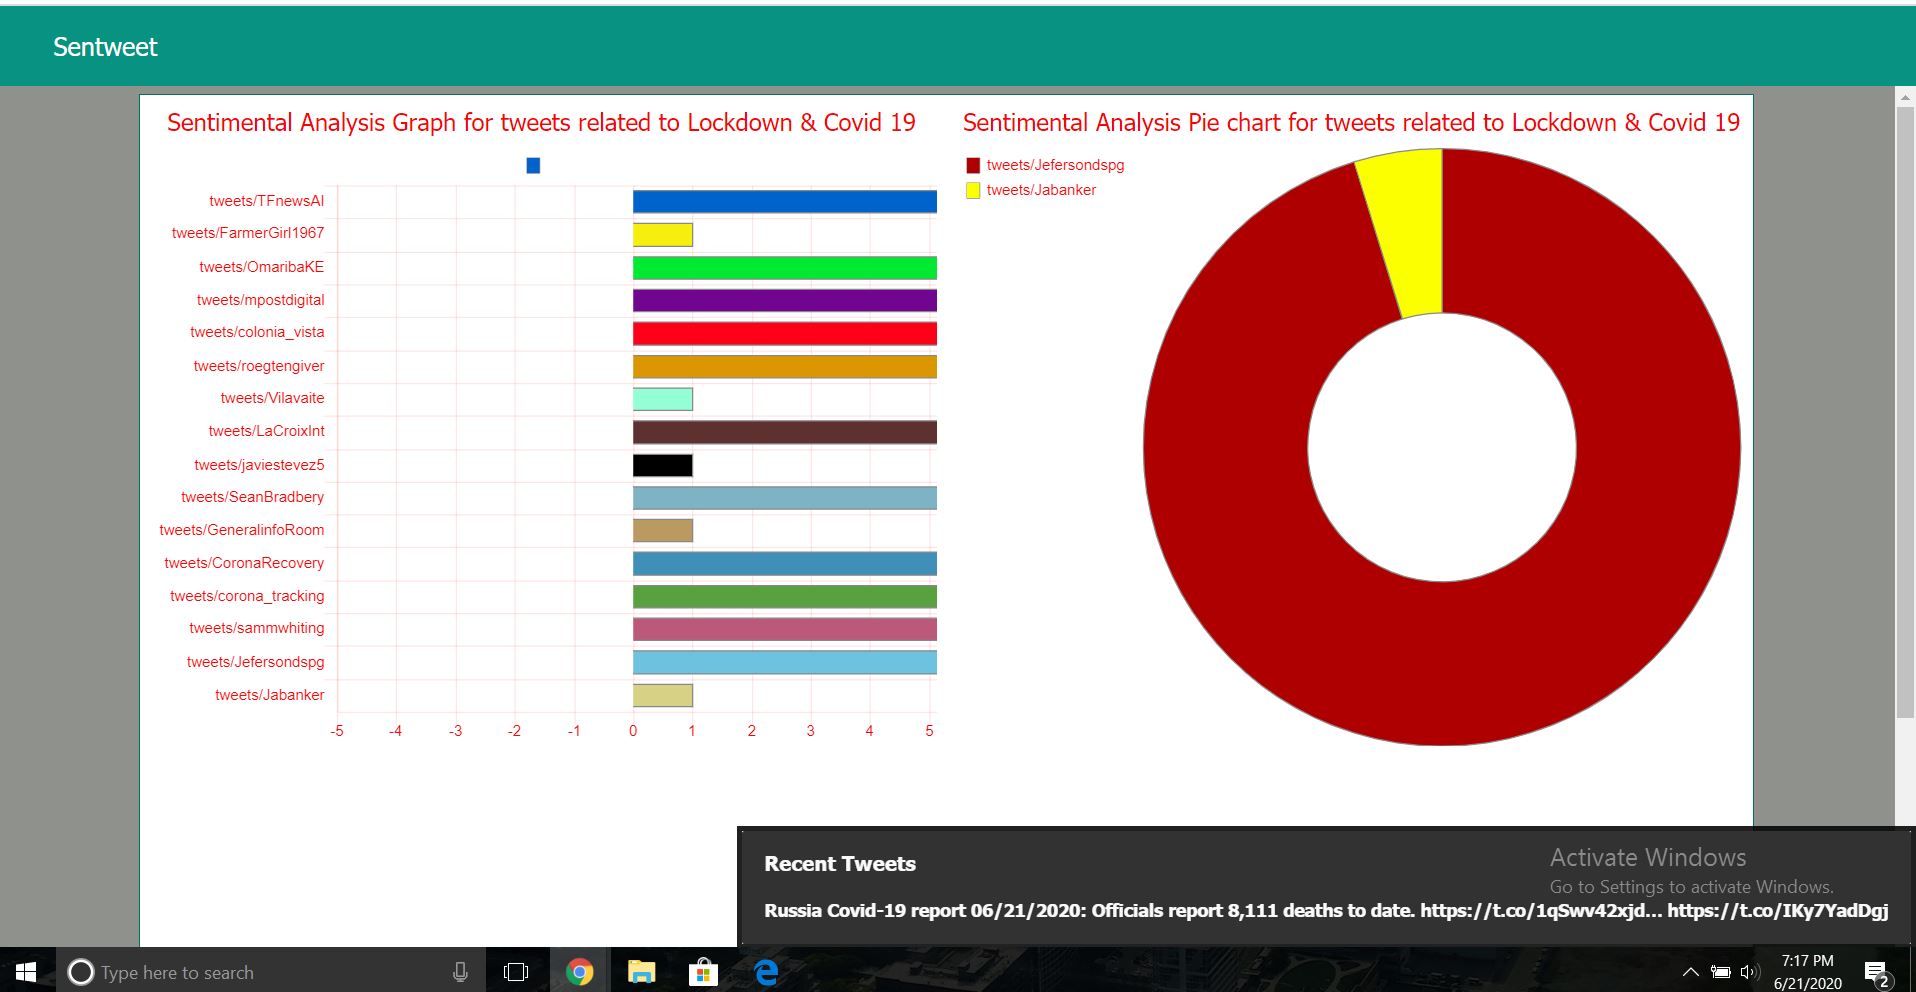 Sentweet
Sentimental Analysis Graph for tweets related to Lockdown & Covid 19
tweets/TFnewsAI
tweets/FarmerGirl1967
tweets/OmaribaKE
tweets/mpostdigital
tweets/colonia_vista
tweets/roegtengiver
tweets/Vilavaite
tweets/LaCroixInt
tweets/javiestevez5
tweets/SeanBradbery
tweets/GeneralinfoRoom
tweets/CoronaRecovery
tweets/corona_tracking
tweets/sammwhiting
tweets/Jefersondspg
tweets/Jabanker
-5 -4 -3 -2 -1 0 1 2 3 4 5
Sentimental Analysis Pie chart for tweets related to Lockdown & Covid 19
tweets/Jefersondspg
tweets/Jabanker
Recent Tweets
Russia Covid-19 report 06/21/2020: Officials report 8,111 deaths to date. https://t.co/1qSwv42xjd... https://t.co/IKy7YadDgj
Activate Windows
Go to Settings to activate Windows.
Type here to search
7:17 PM
6/21/2020
2